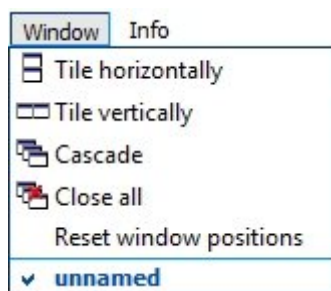 Window Info
Tile horizontally
Tile vertically
Cascade
Close all
Reset window positions
unnamed